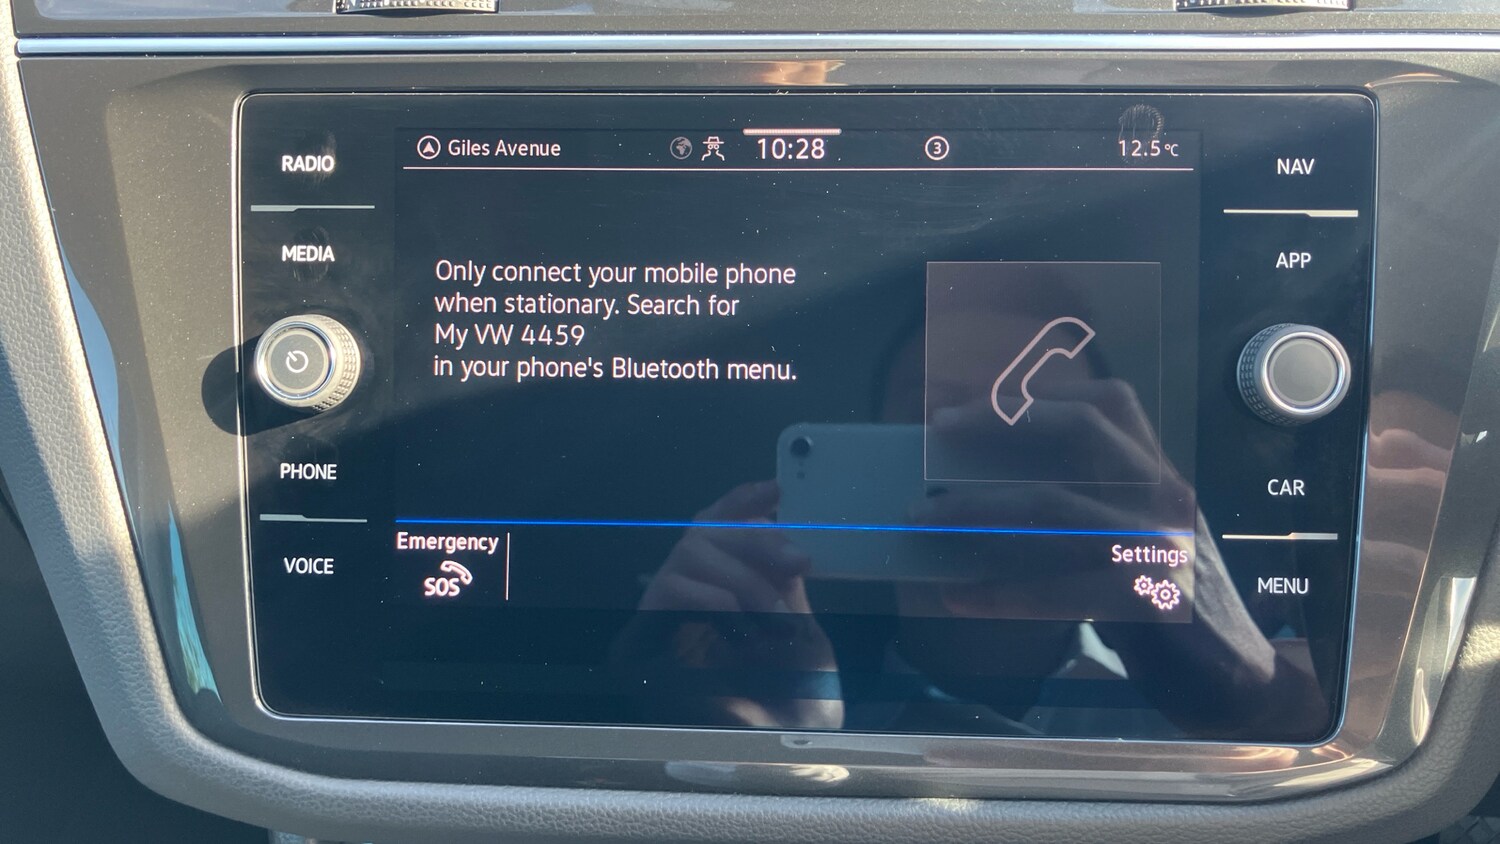 Giles Avenue 10:28 3 12.5 °C
RADIO
MEDIA
PHONE
VOICE
Only connect your mobile phone
when stationary. Search for
My VW 4459
in your phone's Bluetooth menu.
Emergency
SOS
Settings
NAV
APP
CAR
MENU